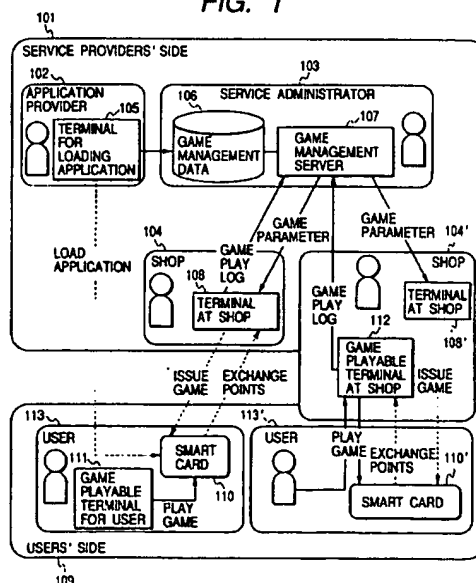 FIG. 1
101
SERVICE PROVIDERS' SIDE
102
APPLICATION
PROVIDER
105
TERMINAL
FOR
LOADING
APPLICATION
103
SERVICE ADMINISTRATOR
106
GAME
MANAGEMENT
DATA
107
GAME
MANAGEMENT
SERVER
LOAD
APPLICATION
104
SHOP
108
TERMINAL
AT SHOP
GAME
PLAY
LOG
GAME
PARAMETER
GAME
PARAMETER
104'
SHOP
TERMINAL
AT SHOP
108'
GAME
PLAY
LOG
112
GAME
PLAYABLE
TERMINAL
AT SHOP
ISSUE
GAME
ISSUE
GAME
EXCHANGE
POINTS
113
USER
111
GAME
PLAYABLE
TERMINAL
FOR USER
SMART
CARD
110
PLAY
GAME
113'
USER
PLAY
GAME
EXCHANGE
POINTS
110'
SMART CARD
USERS' SIDE
109